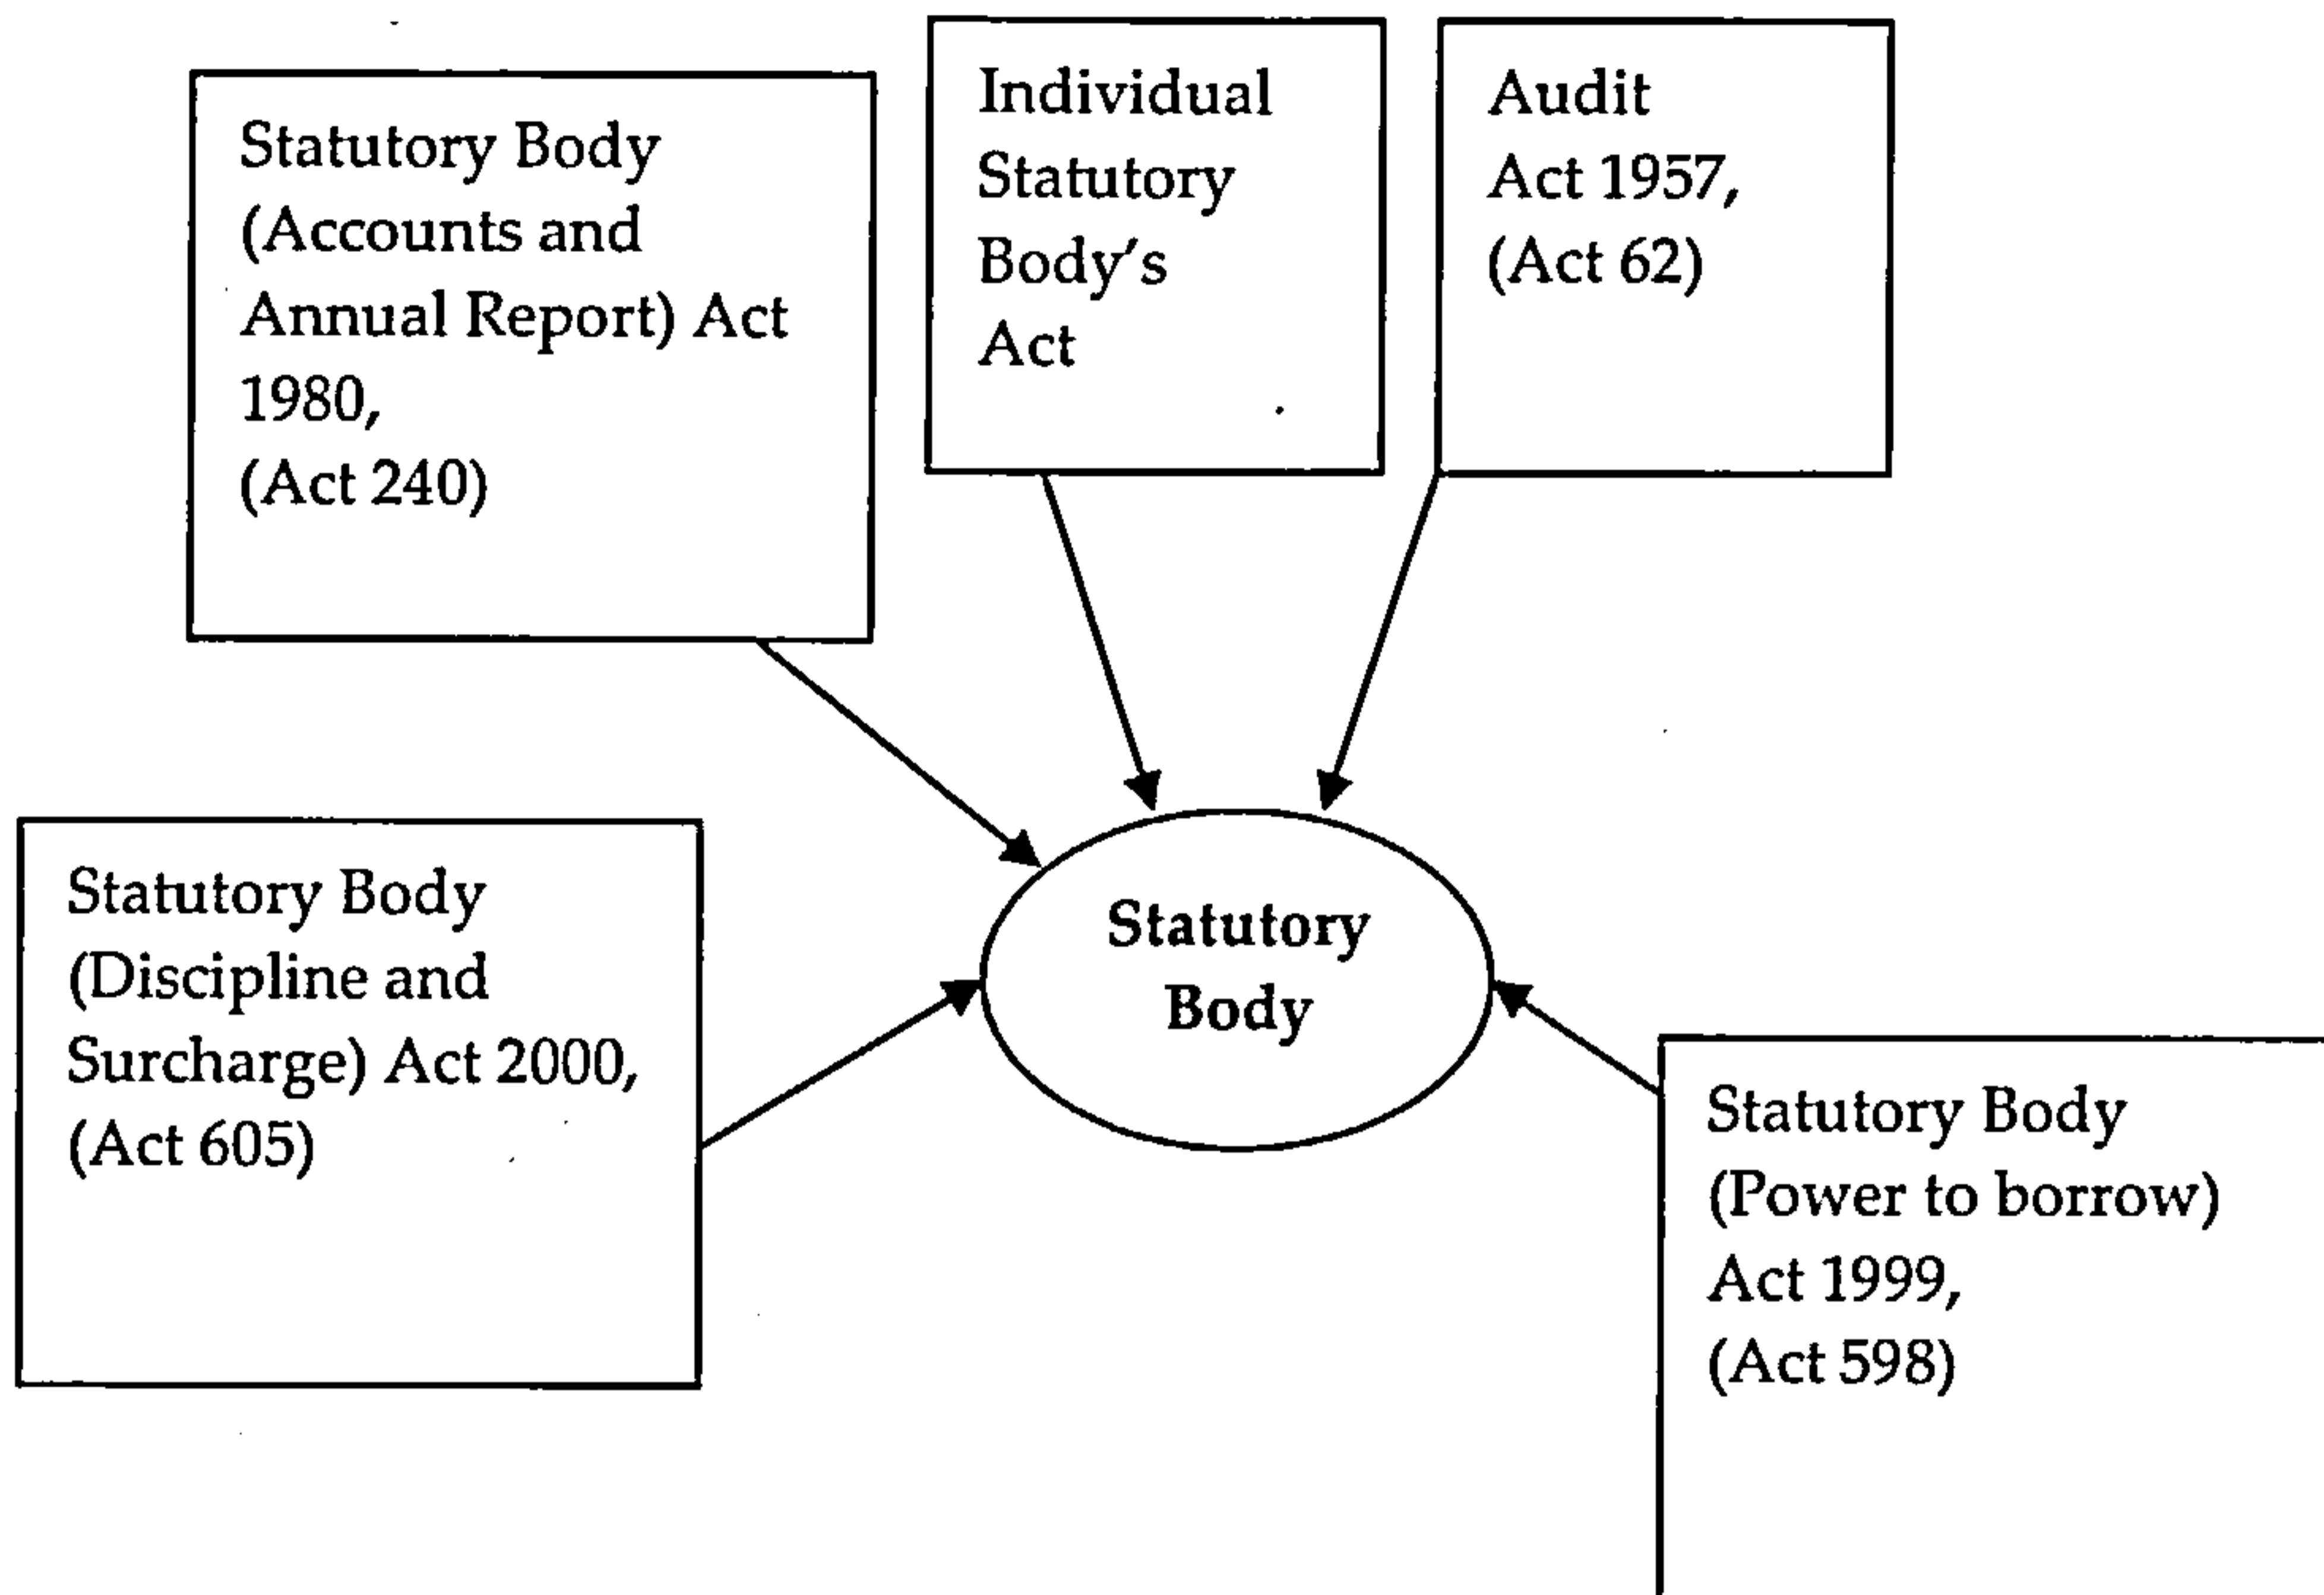 Statutory Body
(Accounts and
Annual Report) Act
1980,
(Act 240)
Individual
Statutory
Body's
Act
Audit
Act 1957,
(Act 62)
Statutory Body
(Discipline and
Surcharge) Act 2000,
(Act 605)
Statutory
Body
Statutory Body
(Power to borrow)
Act 1999,
(Act 598)